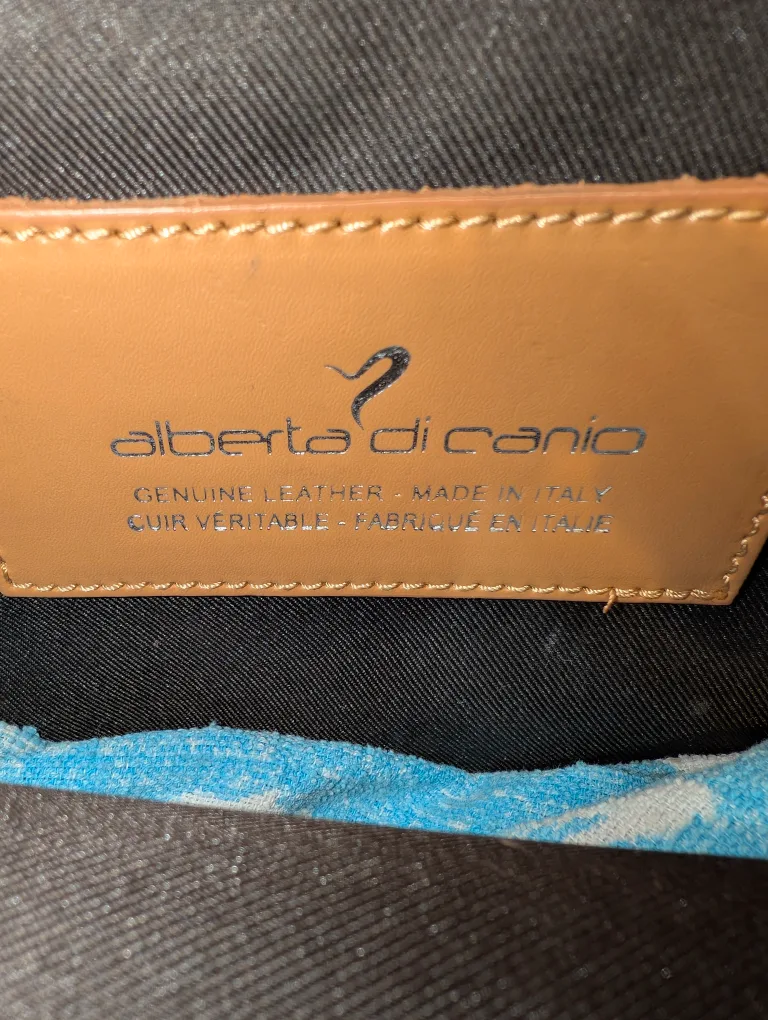 alberta di canio
GENUINE LEATHER - MADE IN ITALY
CUIR VÉRITABLE - FABRIQUÉ EN ITALIE